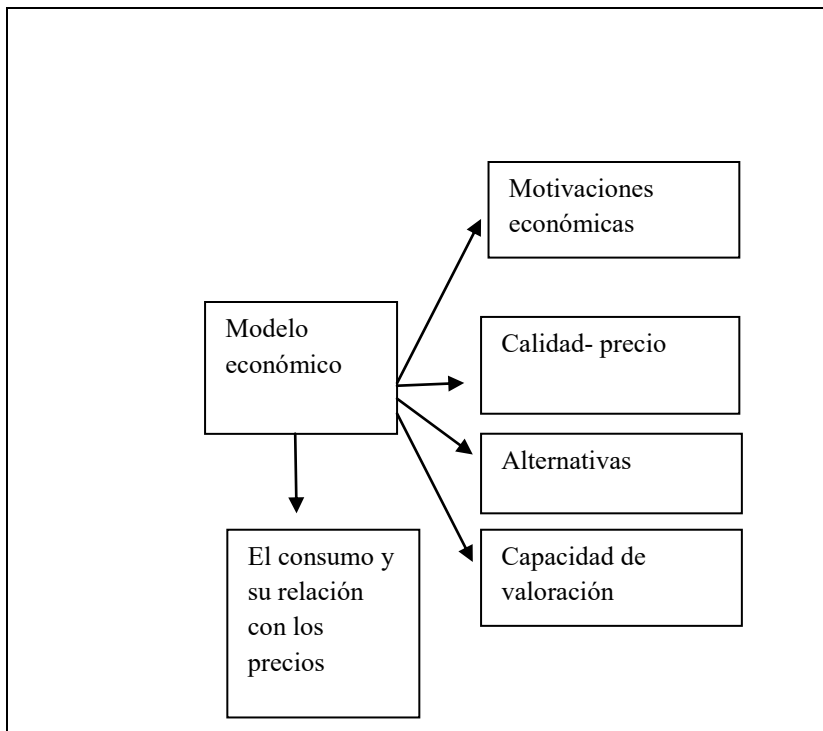 Motivaciones
económicas
Modelo
económico
Calidad- precio
Alternativas
El consumo y
su relación
con los
precios
Capacidad de
valoración